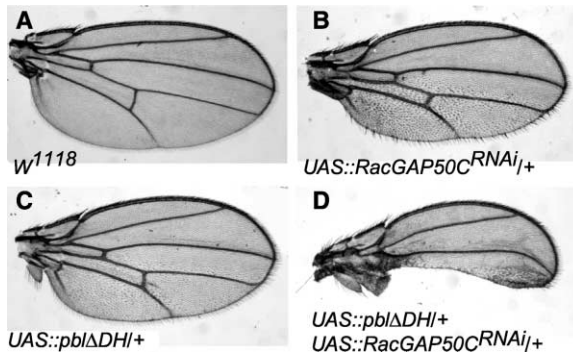 A
W1118
B
UAS::RacGAP50CRNAi/+
C
UAS::pblΔDH/+
D
UAS::pblΔDH/+
UAS::RacGAP50CRNAi/+